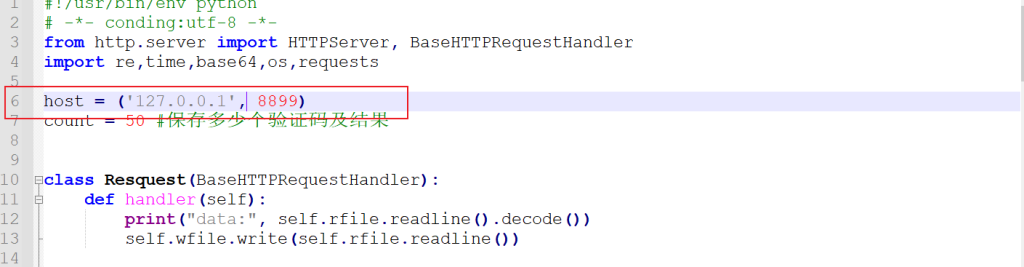 1 #!/usr/bin/env python
2 # -*- conding:utf-8 -*-
3 from http.server import HTTPServer, BaseHTTPRequestHandler
4 import re,time,base64,os,requests
5
6 host = ('127.0.0.1', 8899)
7 count = 50 #保存多少个验证码及结果
8
9
10 class Resquest(BaseHTTPRequestHandler):
11 def handler(self):
12 print("data:", self.rfile.readline().decode())
13 self.wfile.write(self.rfile.readline())
14